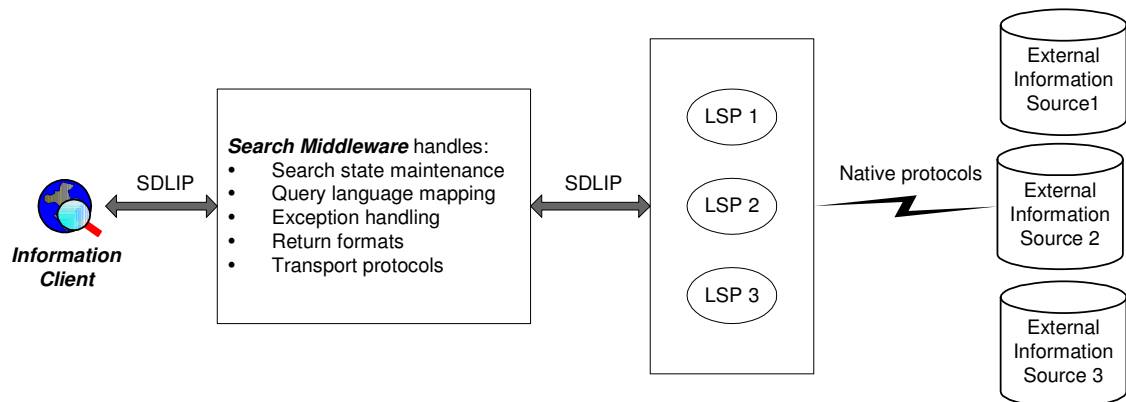 Information
Client
SDLIP
Search Middleware handles:
• Search state maintenance
• Query language mapping
• Exception handling
• Return formats
• Transport protocols
SDLIP
LSP 1
LSP 2
LSP 3
Native protocols
External
Information
Source1
External
Information
Source 2
External
Information
Source 3